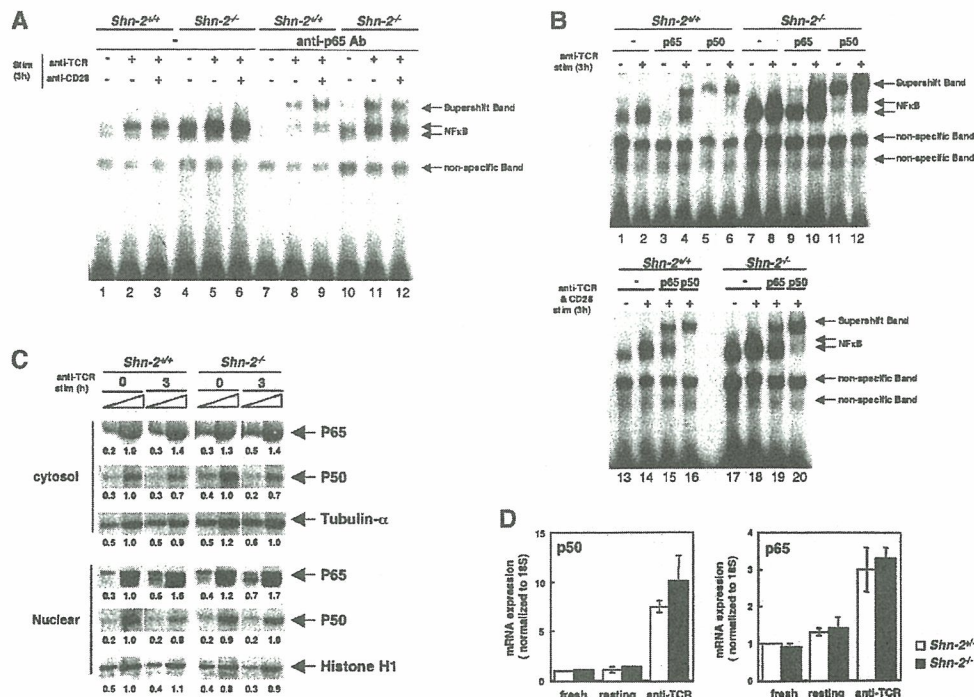 A
Shn-2+/+ Shn-2-/- Shn-2+/+ Shn-2-/-
- anti-p65 Ab
Stim (3h)
anti-TCR - + + - + + - + + - + +
anti-CD28 - - + - - + - - + - - +
Supershift Band
NFκB
non-specific Band
1 2 3 4 5 6 7 8 9 10 11 12
B
Shn-2+/+ Shn-2-/-
- p65 p50 - p65 p50
anti-TCR stim (3h) - + - + - + - + - + - +
Supershift Band
NFκB
non-specific Band
non-specific Band
1 2 3 4 5 6 7 8 9 10 11 12
Shn-2+/+ Shn-2-/-
- p65 p50 - p65 p50
anti-TCR & CD28 stim (3h) - + + + - + + +
Supershift Band
NFκB
non-specific Band
non-specific Band
13 14 15 16 17 18 19 20
C
Shn-2+/+ Shn-2-/-
anti-TCR stim (h) 0 3 0 3
cytosol
P65
0.2 1.0 0.3 1.4 0.3 1.3 0.5 1.4
P50
0.3 1.0 0.3 0.7 0.4 1.0 0.2 0.7
Tubulin-α
0.5 1.0 0.5 0.9 0.5 1.2 0.6 1.0
Nuclear
P65
0.3 1.0 0.5 1.6 0.4 1.2 0.7 1.7
P50
0.2 1.0 0.2 0.8 0.2 0.9 0.2 1.0
Histone H1
0.5 1.0 0.4 1.1 0.4 0.8 0.3 0.9
D
p50
mRNA expression (normalized to 18S)
15
10
5
0
fresh resting anti-TCR
p65
mRNA expression (normalized to 18S)
4
2
0
fresh resting anti-TCR
Shn-2+/+
Shn-2-/-